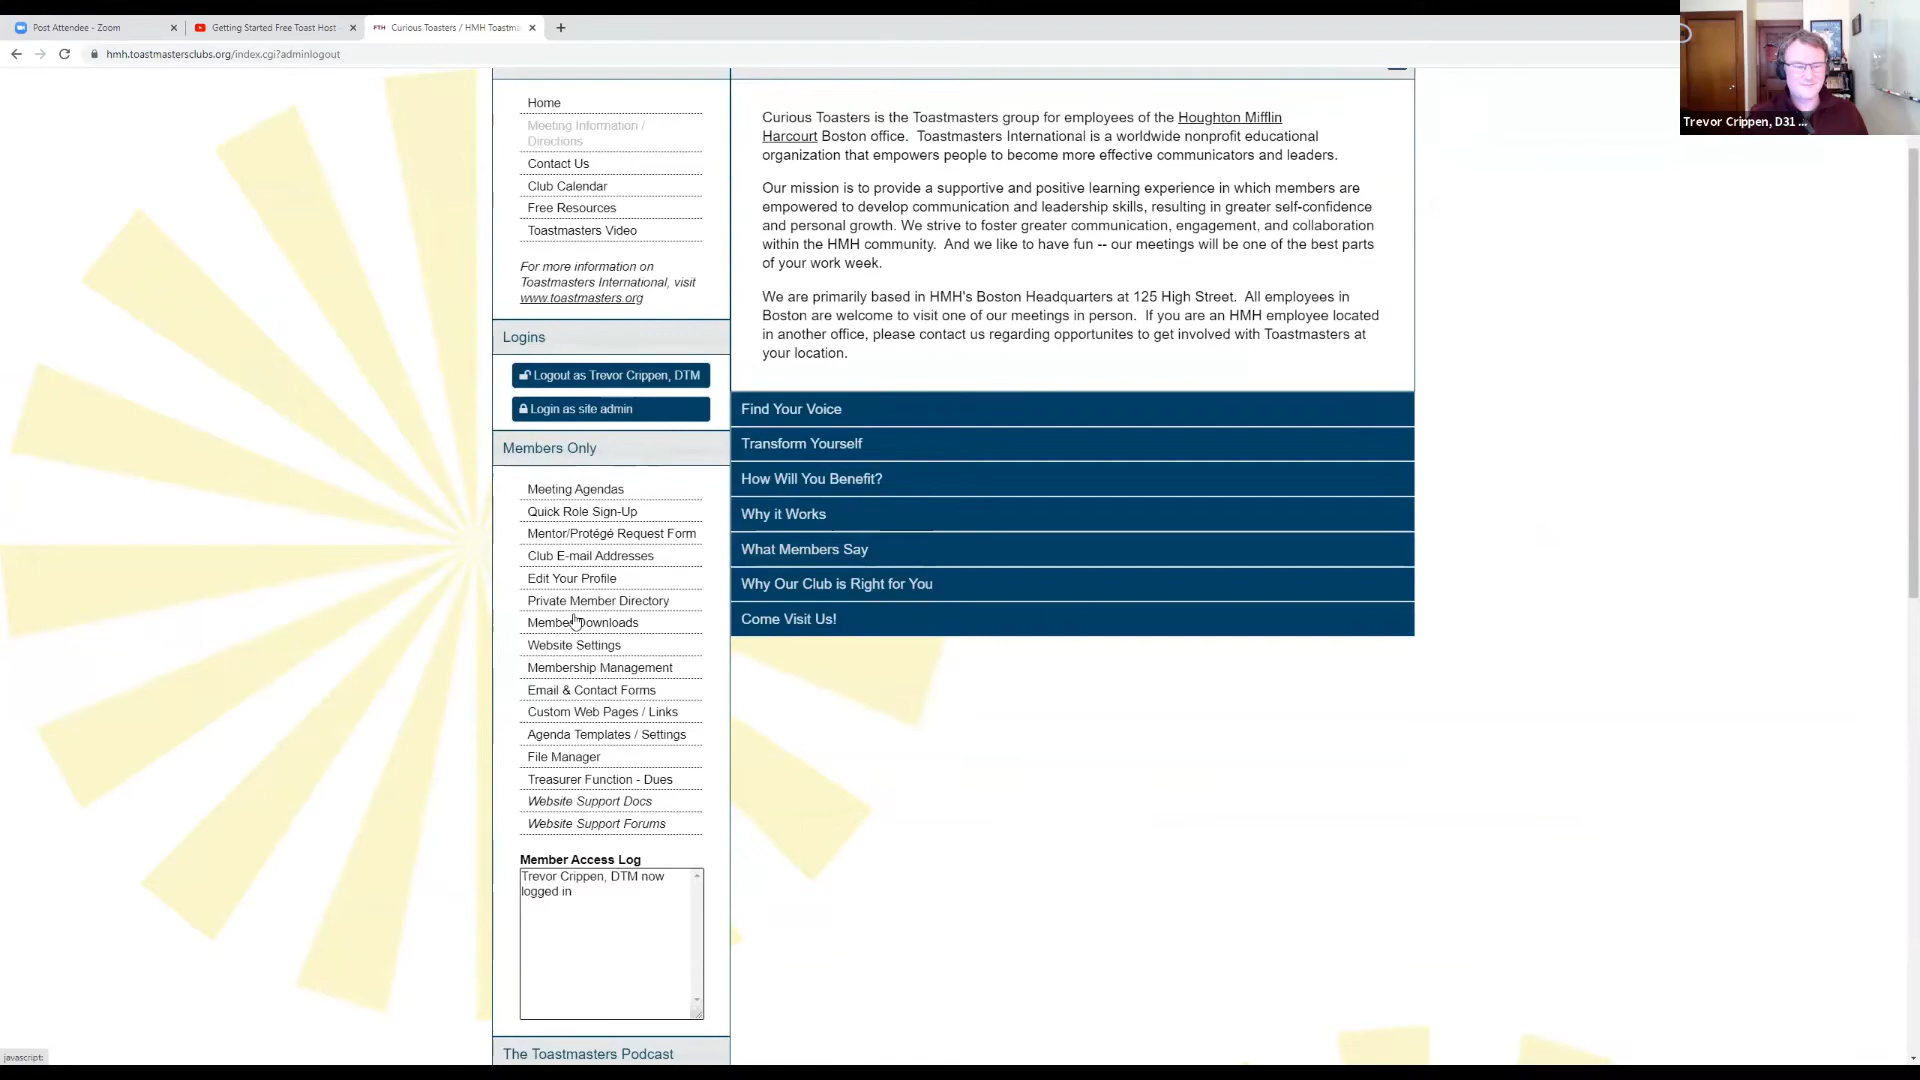 Post Attendee - Zoom
Getting Started Free Toast Host
FTH Curious Toasters / HMH Toastma
hmh.toastmastersclubs.org/index.cgi?adminlogout
Trevor Crippen, D31 ...
Home
Meeting Information /
Directions
Contact Us
Club Calendar
Free Resources
Toastmasters Video
For more information on
Toastmasters International, visit
www.toastmasters.org
Logins
Logout as Trevor Crippen, DTM
Login as site admin
Members Only
Meeting Agendas
Quick Role Sign-Up
Mentor/Protégé Request Form
Club E-mail Addresses
Edit Your Profile
Private Member Directory
Member Downloads
Website Settings
Membership Management
Email & Contact Forms
Custom Web Pages / Links
Agenda Templates / Settings
File Manager
Treasurer Function - Dues
Website Support Docs
Website Support Forums
Member Access Log
Trevor Crippen, DTM now
logged in
The Toastmasters Podcast
Curious Toasters is the Toastmasters group for employees of the Houghton Mifflin
Harcourt Boston office. Toastmasters International is a worldwide nonprofit educational
organization that empowers people to become more effective communicators and leaders.
Our mission is to provide a supportive and positive learning experience in which members are
empowered to develop communication and leadership skills, resulting in greater self-confidence
and personal growth. We strive to foster greater communication, engagement, and collaboration
within the HMH community. And we like to have fun -- our meetings will be one of the best parts
of your work week.
We are primarily based in HMH's Boston Headquarters at 125 High Street. All employees in
Boston are welcome to visit one of our meetings in person. If you are an HMH employee located
in another office, please contact us regarding opportunites to get involved with Toastmasters at
your location.
Find Your Voice
Transform Yourself
How Will You Benefit?
Why it Works
What Members Say
Why Our Club is Right for You
Come Visit Us!
javascript: